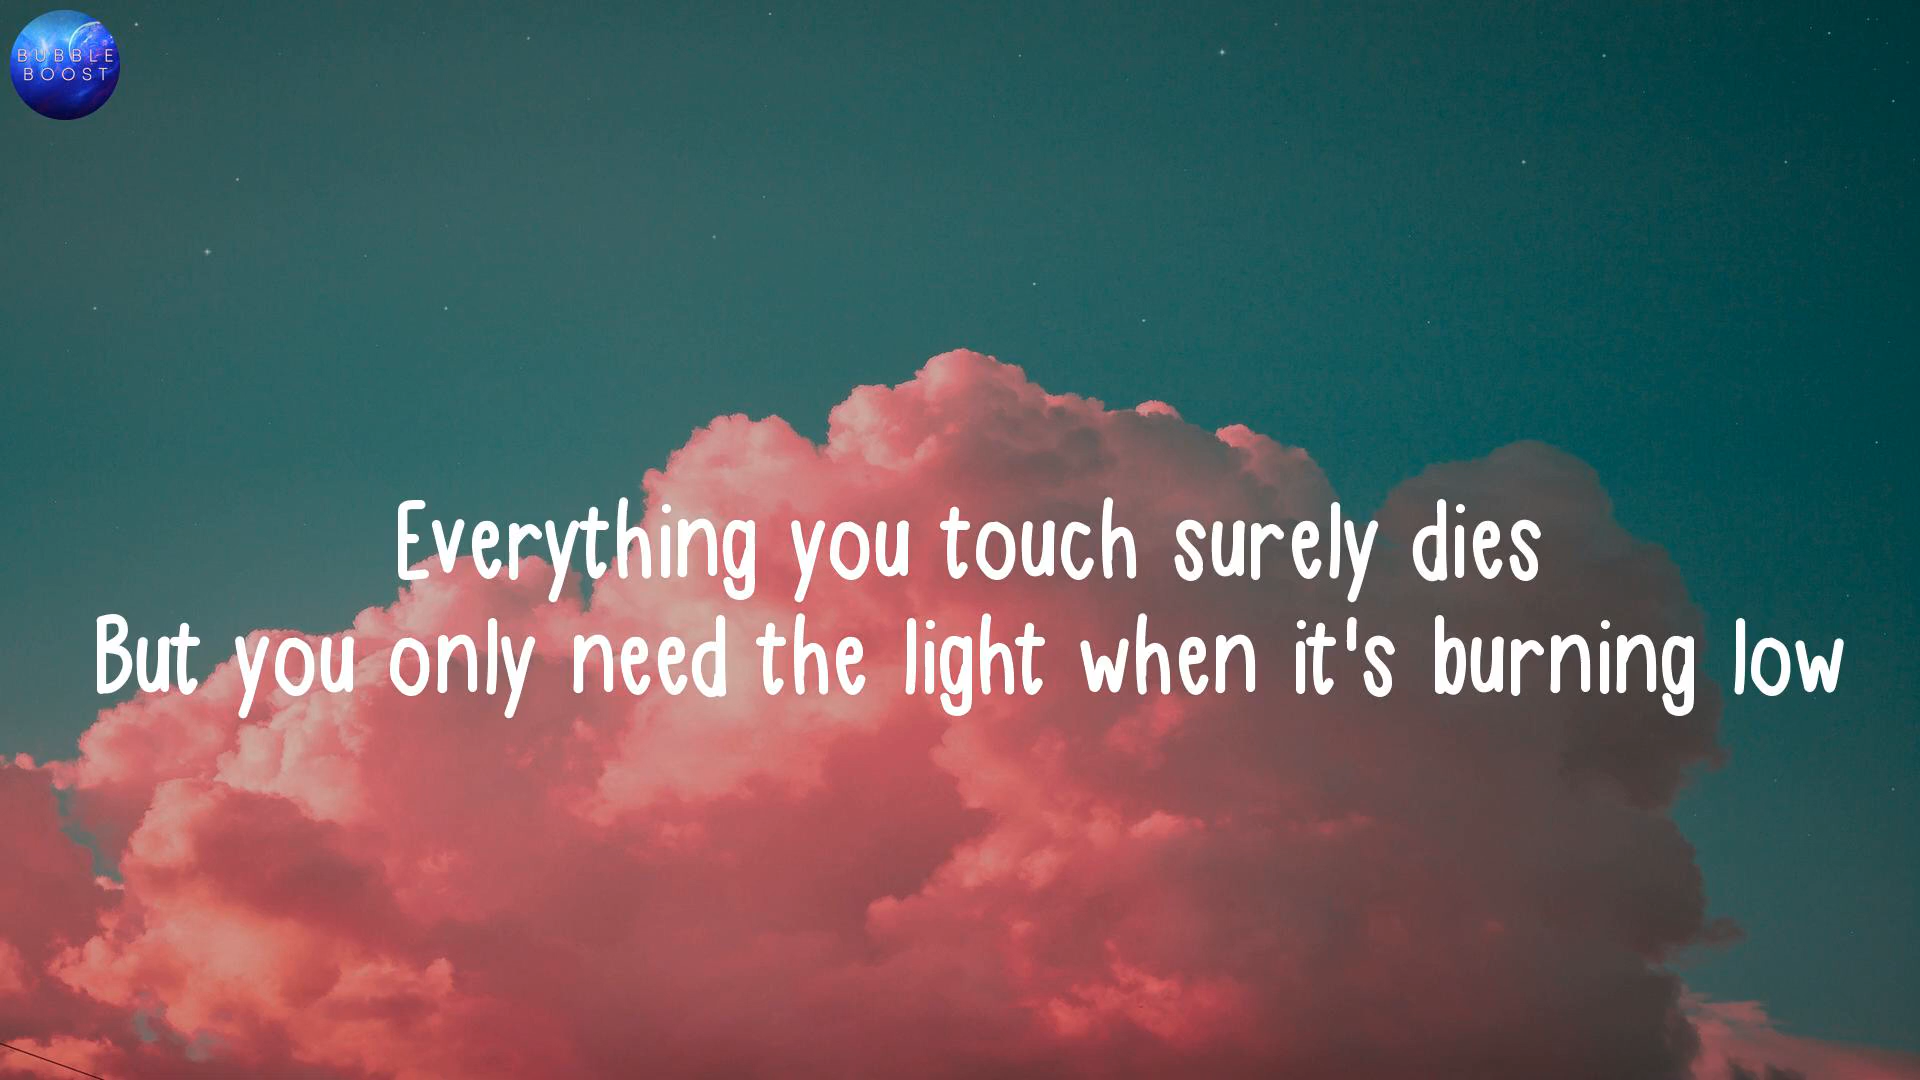 BUBBLE
BOOST
Everything you touch surely dies
But you only need the light when it's burning low